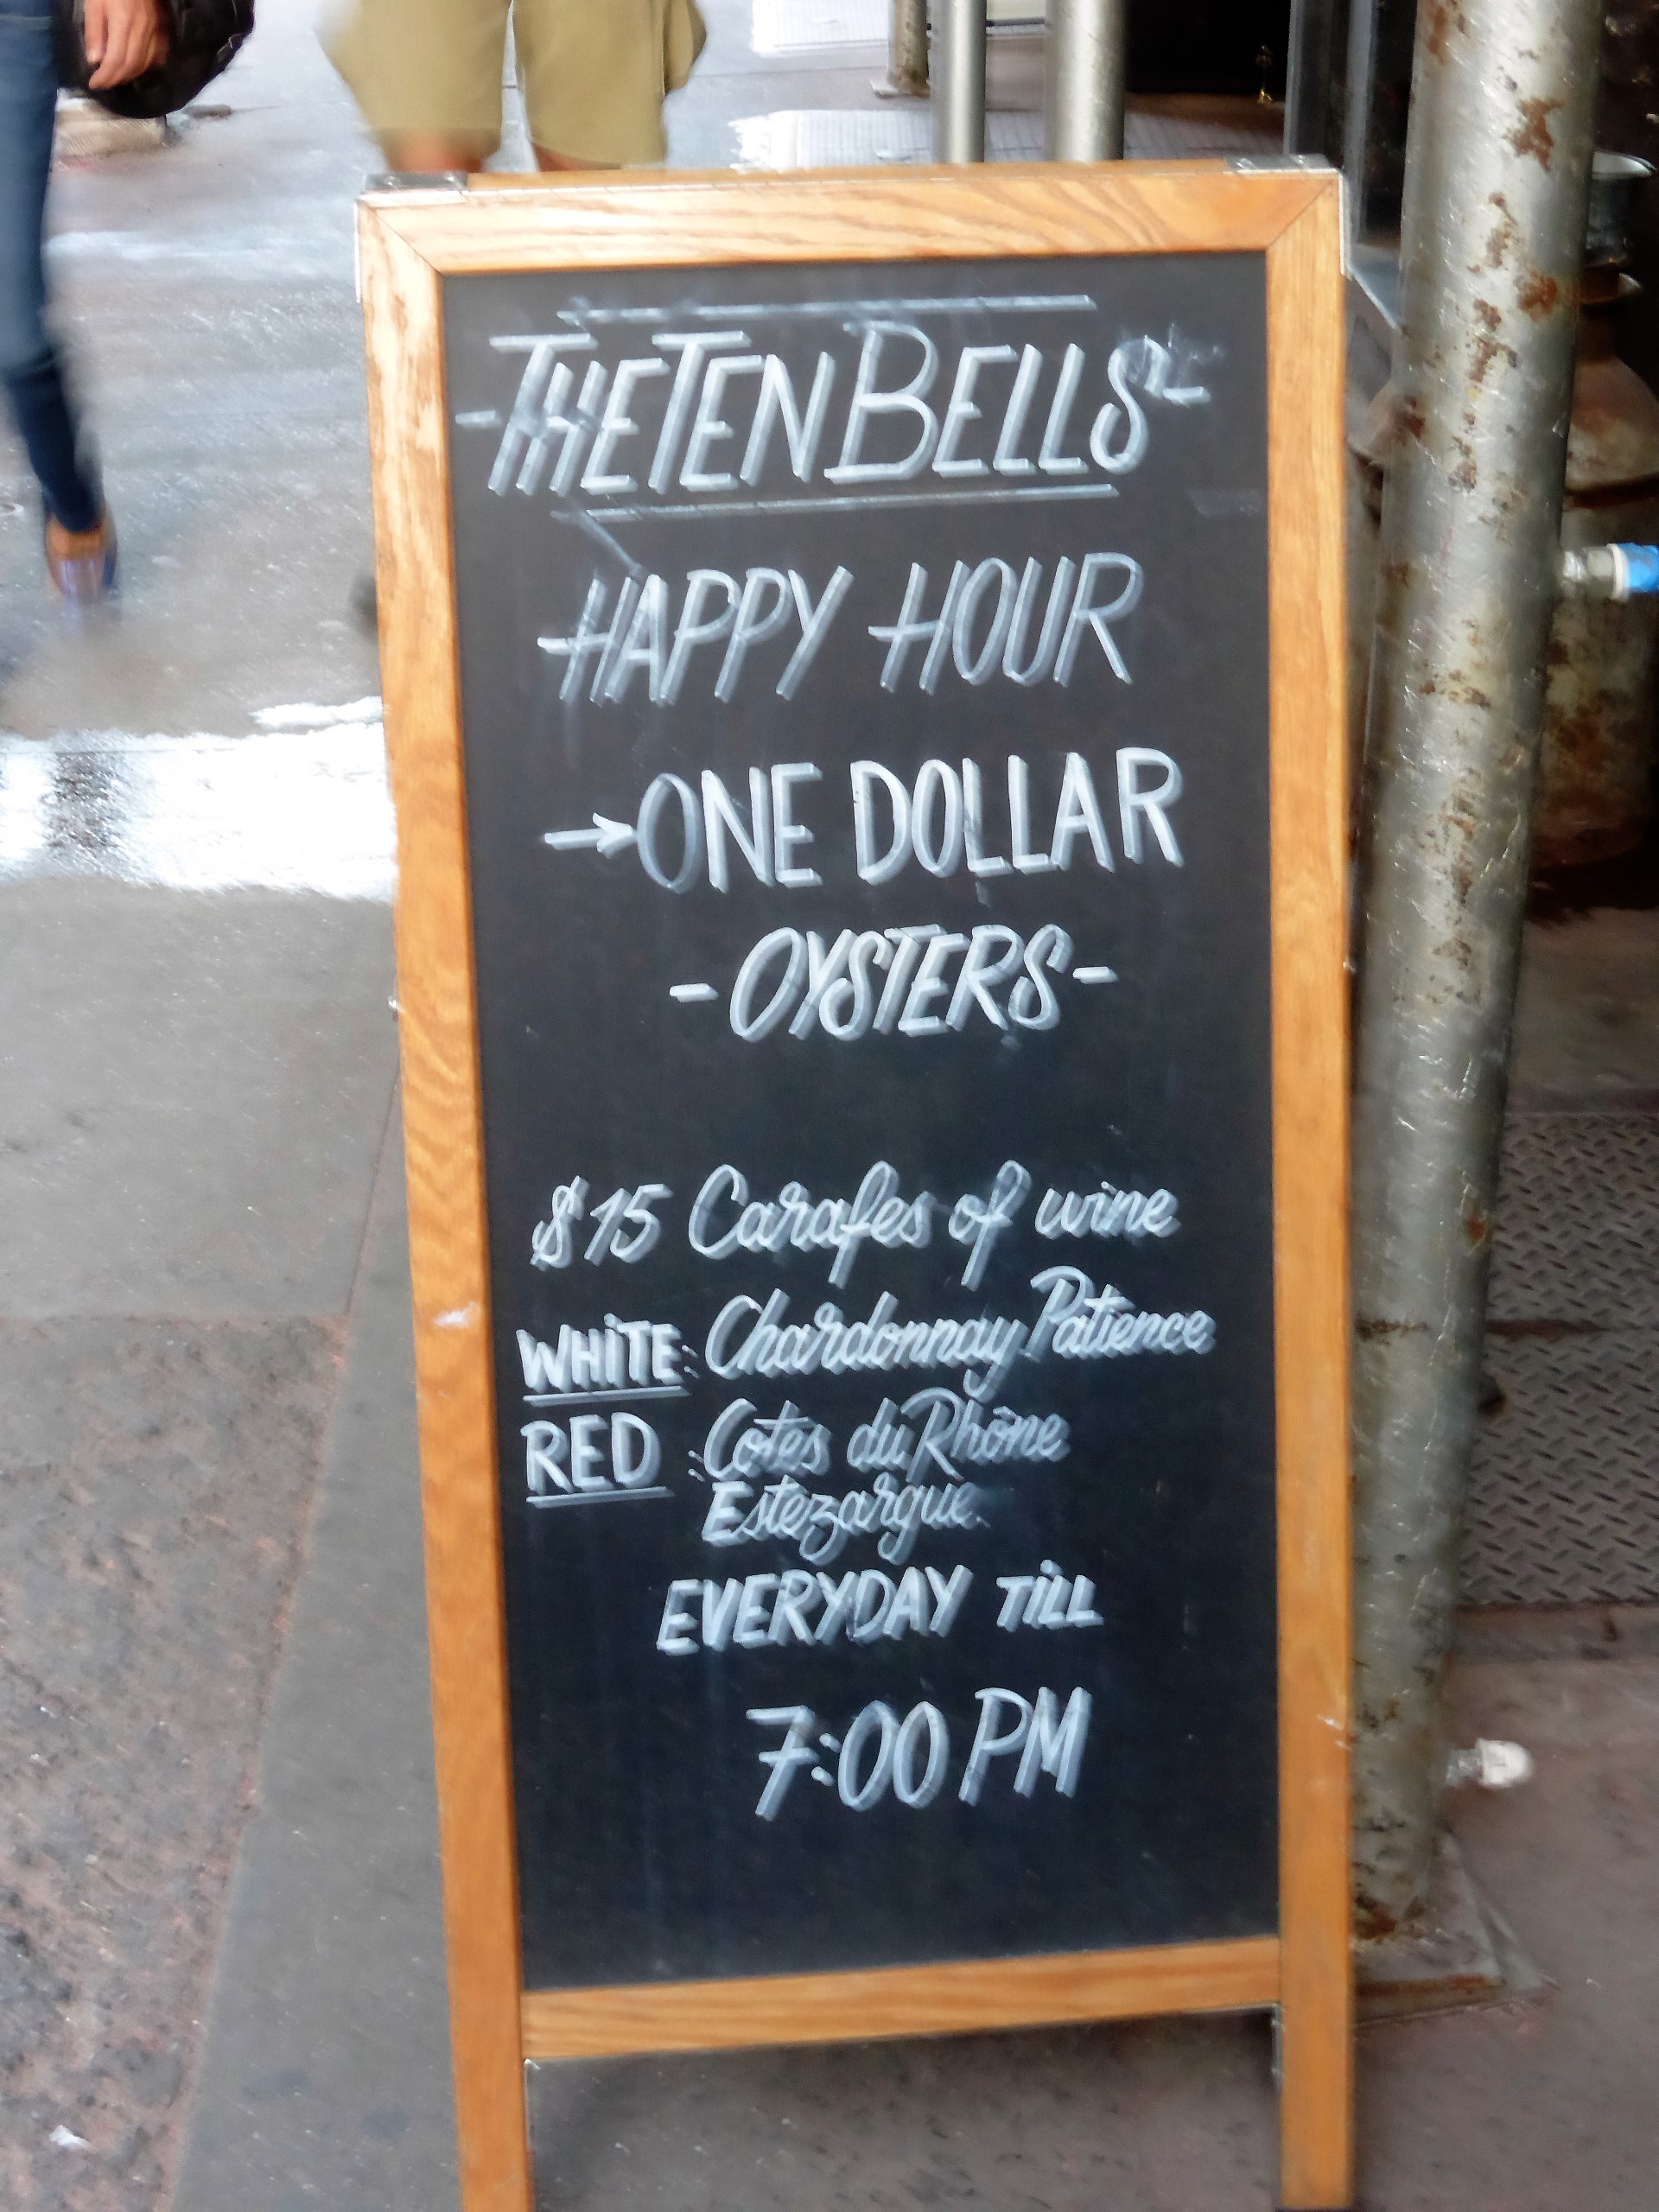 -THE TEN BELLS-
HAPPY HOUR
→ONE DOLLAR
-OYSTERS-
$15 Carafes of wine
WHiTE: Chardonnay Patience
RED : Cotes du Rhône
Estèzargue.
EVERYDAY TiLL
7:00 PM